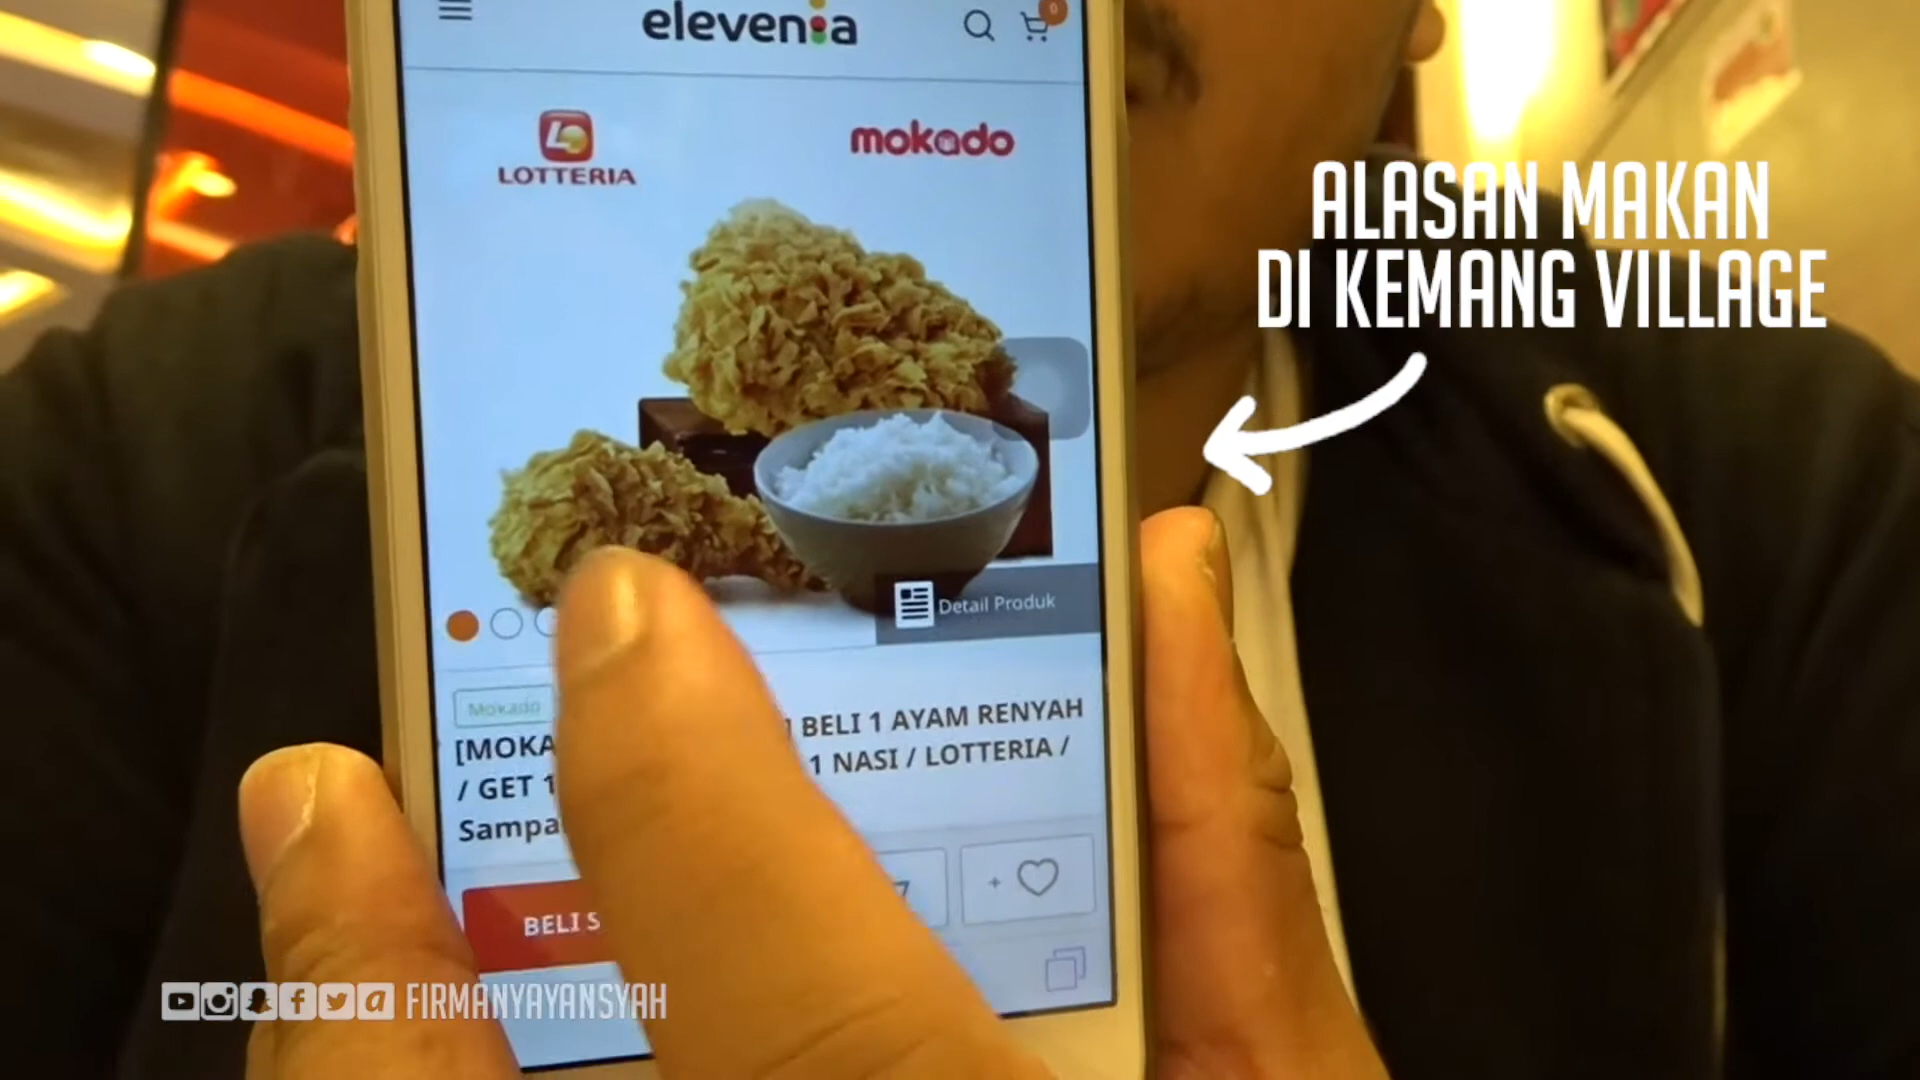 elevenia
0
LOTTERIA
mokado
ALASAN MAKAN
DI KEMANG VILLAGE
Detail Produk
Mokado
[MOKA ] BELI 1 AYAM RENYAH
/ GET 1 1 NASI / LOTTERIA /
Sampa
BELI S
FIRMANYAYANSYAH